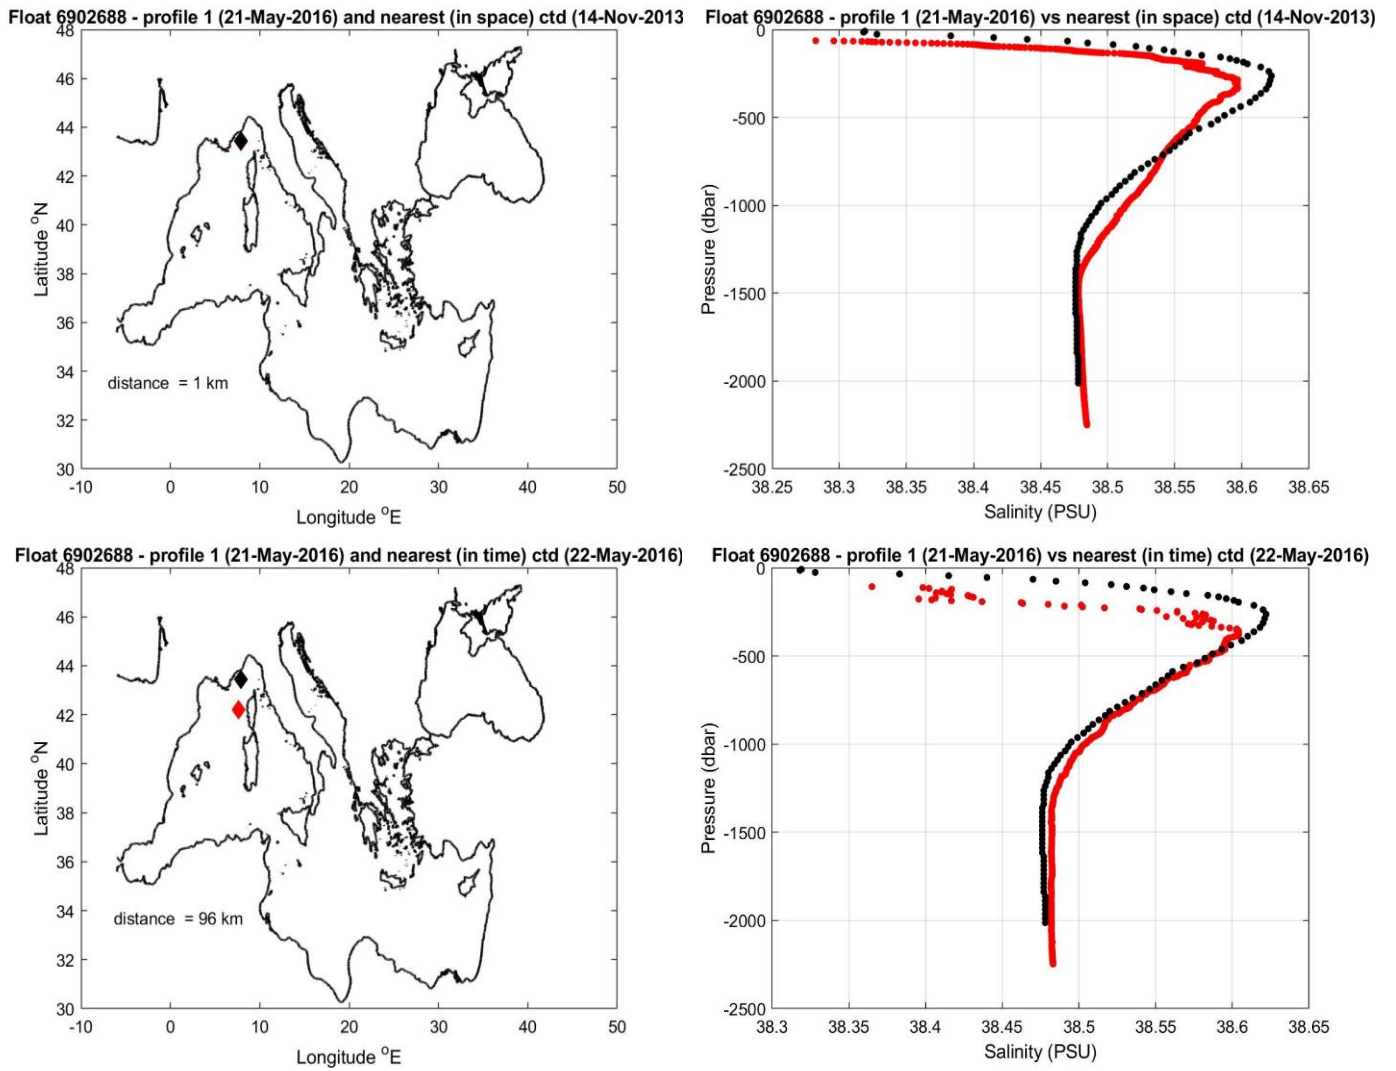 Float 6902688 - profile 1 (21-May-2016) and nearest (in space) ctd (14-Nov-2013
48
46
44
42
40
38
36
34
32
30
Latitude °N
distance = 1 km
-10 0 10 20 30 40 50
Longitude °E
Float 6902688 - profile 1 (21-May-2016) vs nearest (in space) ctd (14-Nov-2013)
0
-500
-1000
-1500
-2000
-2500
Pressure (dbar)
38.25 38.3 38.35 38.4 38.45 38.5 38.55 38.6 38.65
Salinity (PSU)
Float 6902688 - profile 1 (21-May-2016) and nearest (in time) ctd (22-May-2016)
48
46
44
42
40
38
36
34
32
30
Latitude °N
distance = 96 km
-10 0 10 20 30 40 50
Longitude °E
Float 6902688 - profile 1 (21-May-2016) vs nearest (in time) ctd (22-May-2016)
0
-500
-1000
-1500
-2000
-2500
Pressure (dbar)
38.3 38.35 38.4 38.45 38.5 38.55 38.6 38.65
Salinity (PSU)